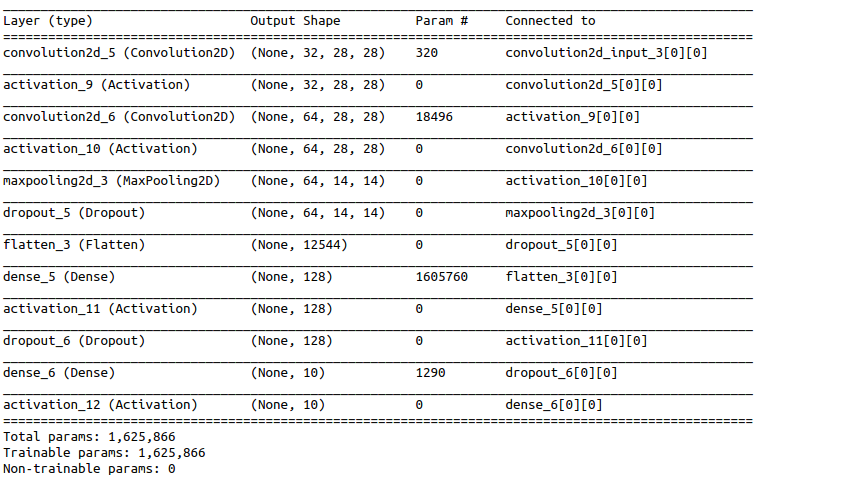 Layer (type) Output Shape Param # Connected to
convolution2d_5 (Convolution2D) (None, 32, 28, 28) 320 convolution2d_input_3[0][0]
activation_9 (Activation) (None, 32, 28, 28) 0 convolution2d_5[0][0]
convolution2d_6 (Convolution2D) (None, 64, 28, 28) 18496 activation_9[0][0]
activation_10 (Activation) (None, 64, 28, 28) 0 convolution2d_6[0][0]
maxpooling2d_3 (MaxPooling2D) (None, 64, 14, 14) 0 activation_10[0][0]
dropout_5 (Dropout) (None, 64, 14, 14) 0 maxpooling2d_3[0][0]
flatten_3 (Flatten) (None, 12544) 0 dropout_5[0][0]
dense_5 (Dense) (None, 128) 1605760 flatten_3[0][0]
activation_11 (Activation) (None, 128) 0 dense_5[0][0]
dropout_6 (Dropout) (None, 128) 0 activation_11[0][0]
dense_6 (Dense) (None, 10) 1290 dropout_6[0][0]
activation_12 (Activation) (None, 10) 0 dense_6[0][0]
Total params: 1,625,866
Trainable params: 1,625,866
Non-trainable params: 0